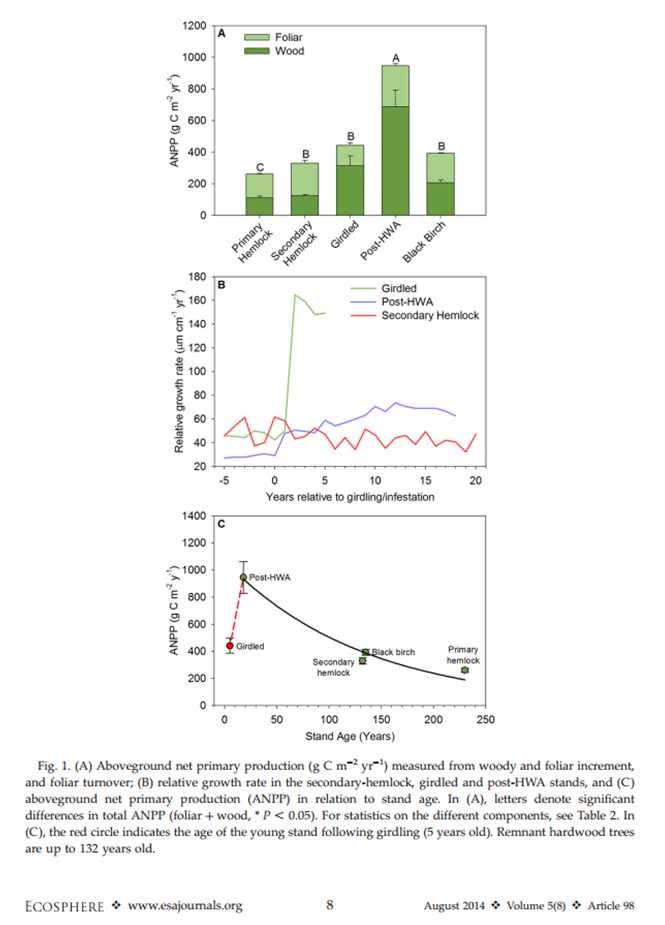 A
Foliar
Wood
ANPP (g C m⁻² yr⁻¹)
1200
1000
800
600
400
200
0
C
B
B
A
B
Primary
Hemlock
Secondary
Hemlock
Girdled
Post-HWA
Black Birch
B
Girdled
Post-HWA
Secondary Hemlock
Relative growth rate (µm cm⁻¹ yr⁻¹)
180
160
140
120
100
80
60
40
20
-5
0
5
10
15
20
Years relative to girdling/infestation
C
ANPP (g C m⁻² y⁻¹)
1400
1200
1000
800
600
400
200
0
Post-HWA
Girdled
Secondary
hemlock
Black birch
Primary
hemlock
0
50
100
150
200
250
Stand Age (Years)
Fig. 1. (A) Aboveground net primary production (g C m⁻² yr⁻¹) measured from woody and foliar increment,
and foliar turnover; (B) relative growth rate in the secondary-hemlock, girdled and post-HWA stands, and (C)
aboveground net primary production (ANPP) in relation to stand age. In (A), letters denote significant
differences in total ANPP (foliar + wood, * P < 0.05). For statistics on the different components, see Table 2. In
(C), the red circle indicates the age of the young stand following girdling (5 years old). Remnant hardwood trees
are up to 132 years old.
ECOSPHERE ❖ www.esajournals.org 8 August 2014 ❖ Volume 5(8) ❖ Article 98